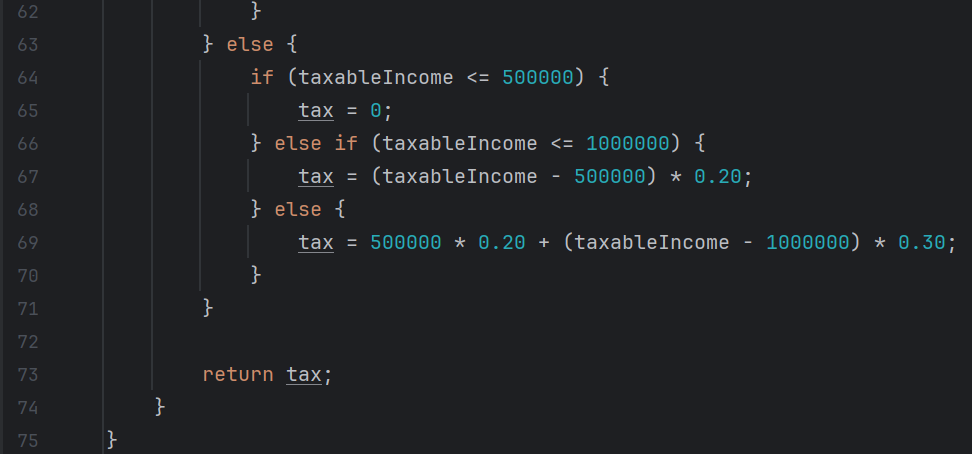 62                  }
63              } else {
64                  if (taxableIncome <= 500000) {
65                      tax = 0;
66                  } else if (taxableIncome <= 1000000) {
67                      tax = (taxableIncome - 500000) * 0.20;
68                  } else {
69                      tax = 500000 * 0.20 + (taxableIncome - 1000000) * 0.30;
70                  }
71              }
72
73              return tax;
74          }
75      }